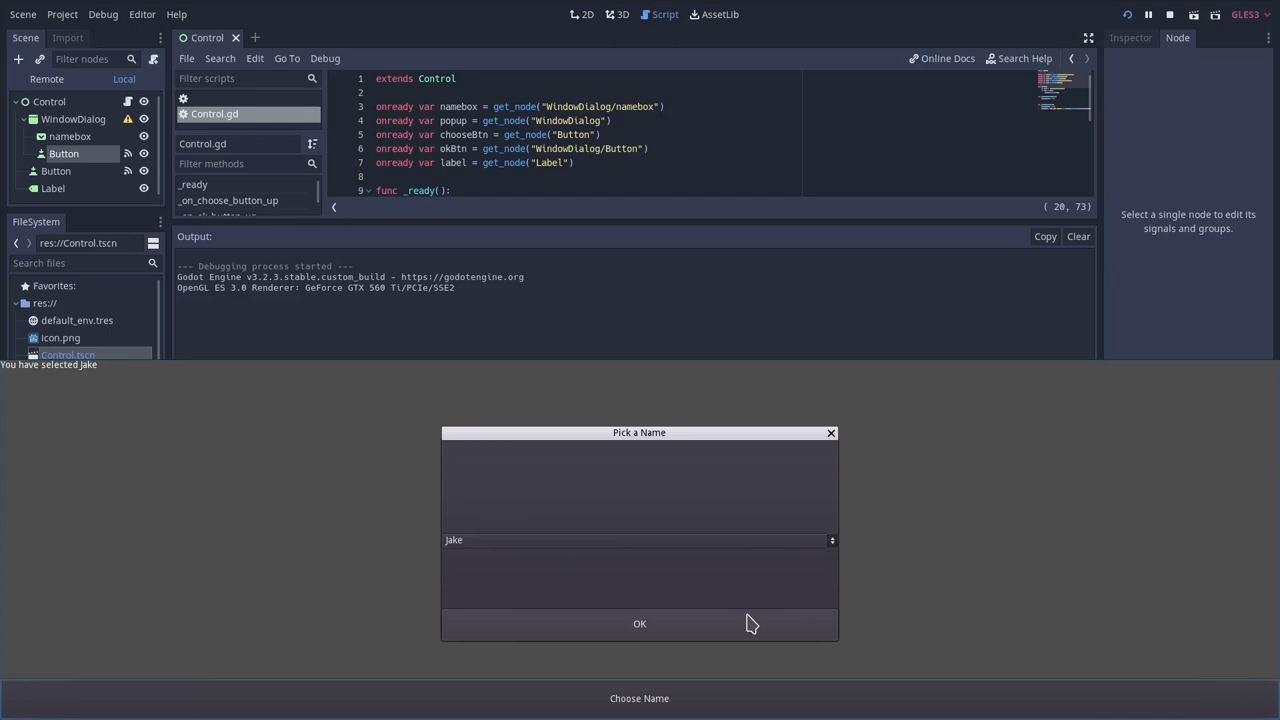 Scene Project Debug Editor Help
2D 3D Script AssetLib
GLES3
Scene Import
Filter nodes
Remote Local
Control
WindowDialog
namebox
Button
Button
Label
FileSystem
res://Control.tscn
Search files
Favorites:
res://
default_env.tres
icon.png
Control.tscn
Control
File Search Edit Go To Debug
Online Docs Search Help
Filter scripts
Control.gd
Control.gd
Filter methods
_ready
_on_choose_button_up
_on_ok_button_up
1 extends Control
2
3 onready var namebox = get_node("WindowDialog/namebox")
4 onready var popup = get_node("WindowDialog")
5 onready var chooseBtn = get_node("Button")
6 onready var okBtn = get_node("WindowDialog/Button")
7 onready var label = get_node("Label")
8
9 func _ready():
( 20, 73)
Output:
Copy Clear
--- Debugging process started ---
Godot Engine v3.2.3.stable.custom_build - https://godotengine.org
OpenGL ES 3.0 Renderer: GeForce GTX 560 Ti/PCIe/SSE2
Inspector Node
Select a single node to edit its
signals and groups.
You have selected Jake
Pick a Name
Jake
OK
Choose Name